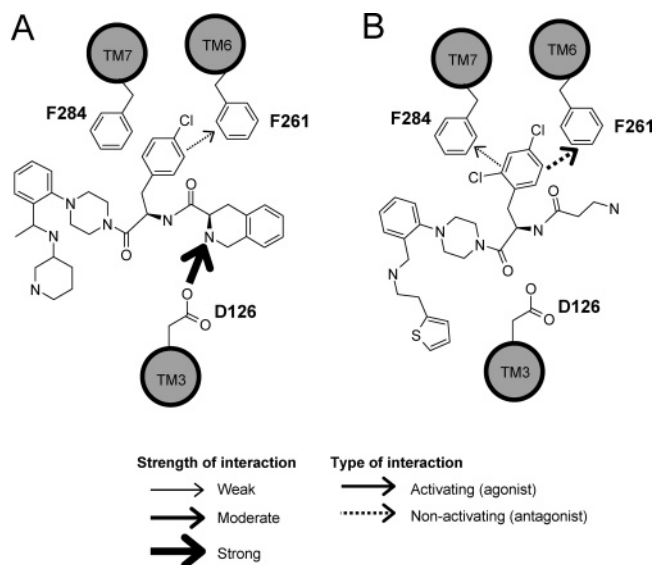 A
B
TM7
TM6
TM7
TM6
F284
F261
F284
F261
Cl
Cl
Cl
O
N
N
N
N
N
O
N
N
O
D126
O
TM3
O
N
N
N
N
O
N
N
S
O
D126
O
TM3
Strength of interaction
Weak
Moderate
Strong
Type of interaction
Activating (agonist)
Non-activating (antagonist)